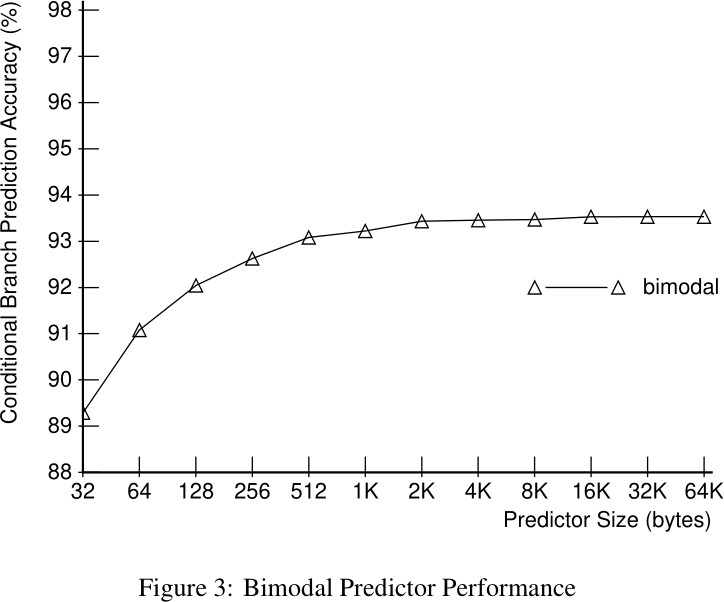 Conditional Branch Prediction Accuracy (%)
98
97
96
95
94
93
92
91
90
89
88
bimodal
32 64 128 256 512 1K 2K 4K 8K 16K 32K 64K
Predictor Size (bytes)
Figure 3: Bimodal Predictor Performance